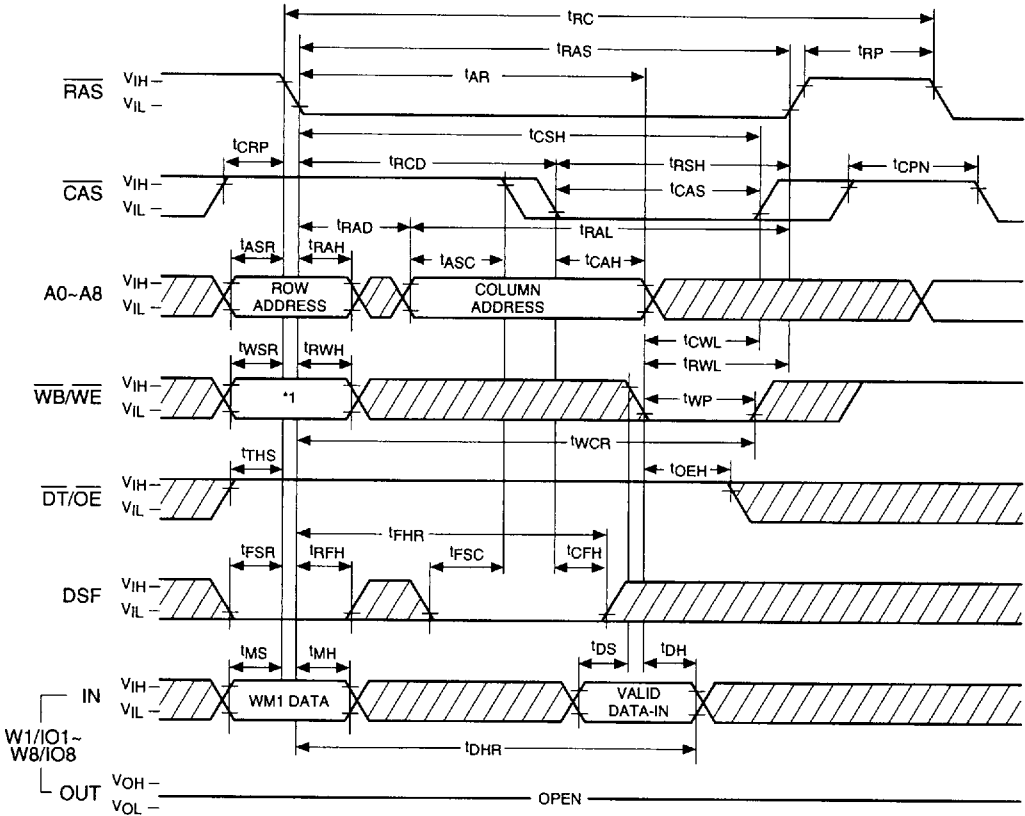 tRC
tRAS
tRP
tAR
RAS
VIH
VIL
tCSH
tCRP
tRCD
tRSH
tCPN
CAS
VIH
VIL
tCAS
tRAD
tRAL
tASR
tRAH
tASC
tCAH
A0~A8
VIH
VIL
ROW
ADDRESS
COLUMN
ADDRESS
tCWL
tWSR
tRWH
tRWL
WB/WE
VIH
VIL
*1
tWP
tWCR
tTHS
tOEH
DT/OE
VIH
VIL
tFHR
tFSR
tRFH
tFSC
tCFH
DSF
VIH
VIL
tMS
tMH
tDS
tDH
IN
VIH
VIL
WM1 DATA
VALID
DATA-IN
W1/IO1~
W8/IO8
tDHR
OUT
VOH
VOL
OPEN